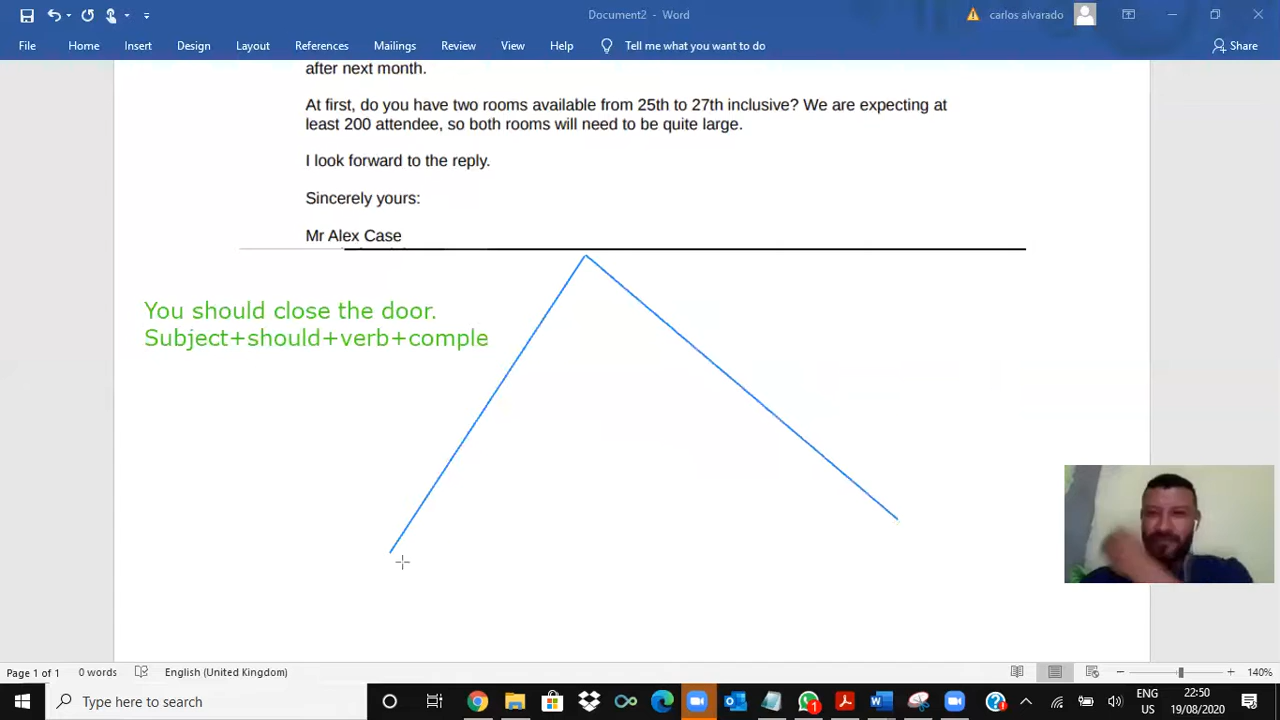 Document2 - Word
carlos alvarado
File Home Insert Design Layout References Mailings Review View Help Tell me what you want to do Share
after next month.
At first, do you have two rooms available from 25th to 27th inclusive? We are expecting at
least 200 attendee, so both rooms will need to be quite large.
I look forward to the reply.
Sincerely yours:
Mr Alex Case
You should close the door.
Subject+should+verb+comple
Page 1 of 1 0 words English (United Kingdom) 140%
Type here to search
ENG 22:50
US 19/08/2020
1